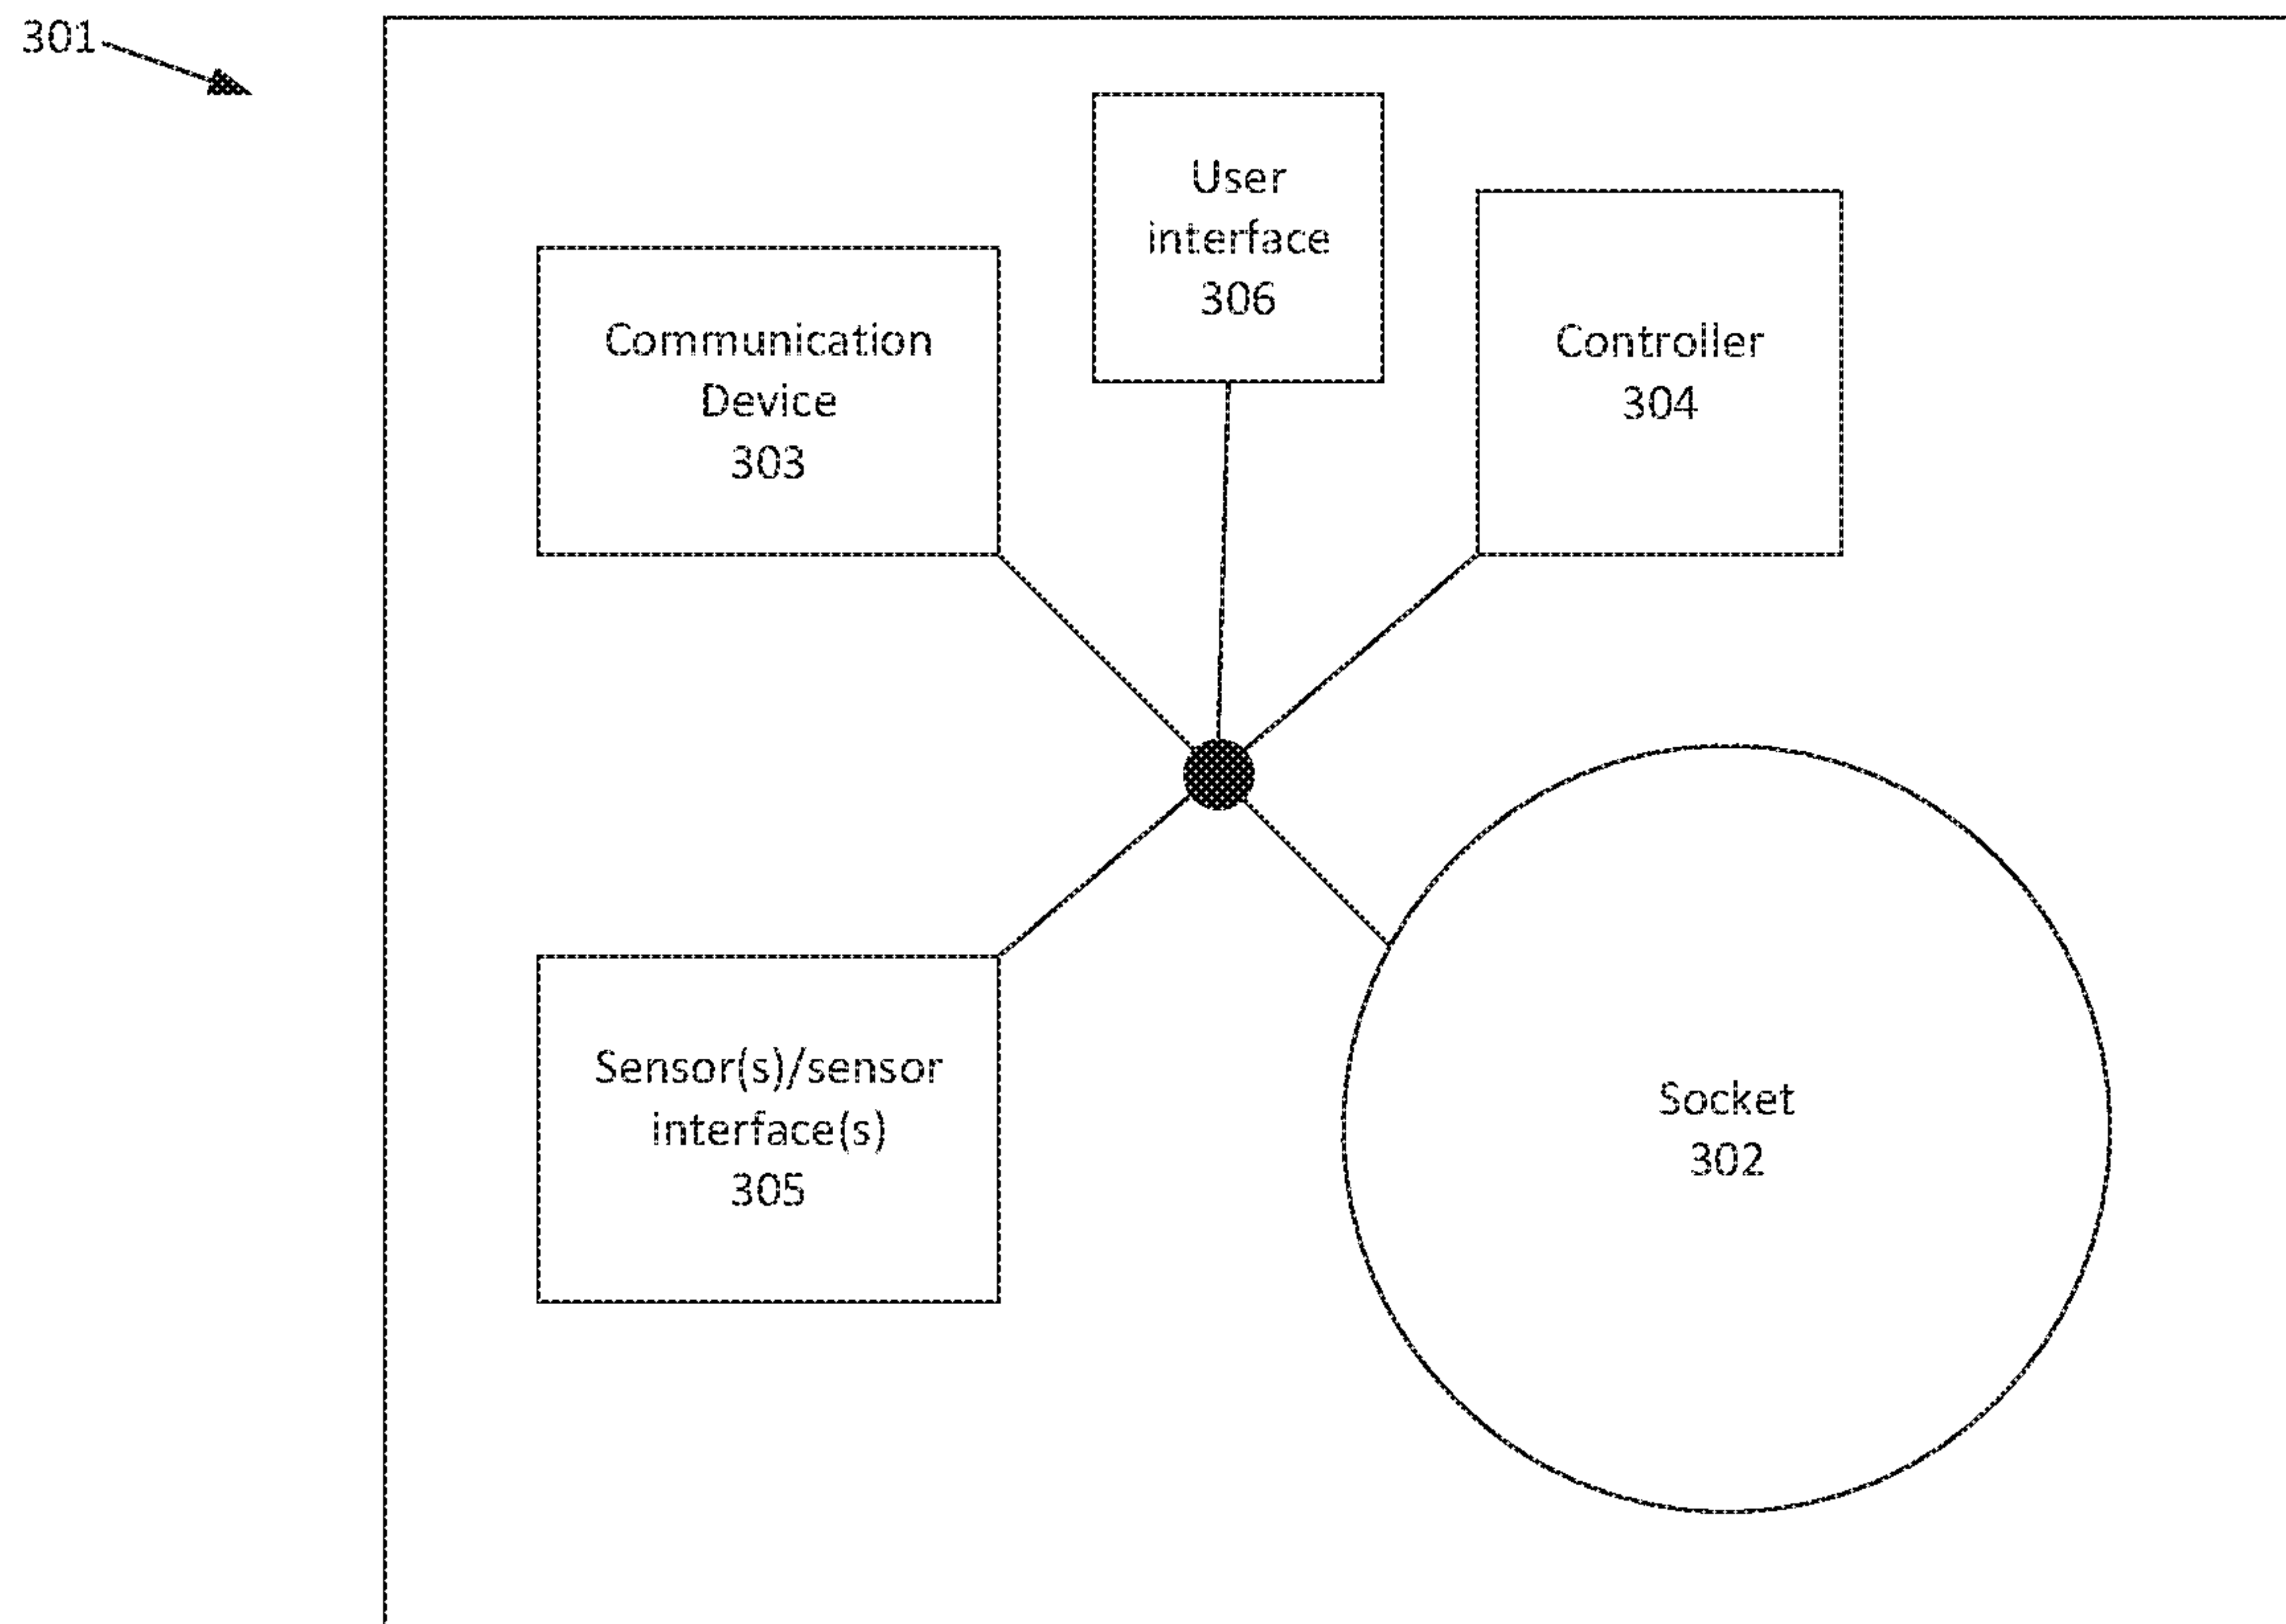 301
User
interface
306
Communication
Device
303
Controller
304
Sensor(s)/sensor
interface(s)
305
Socket
302